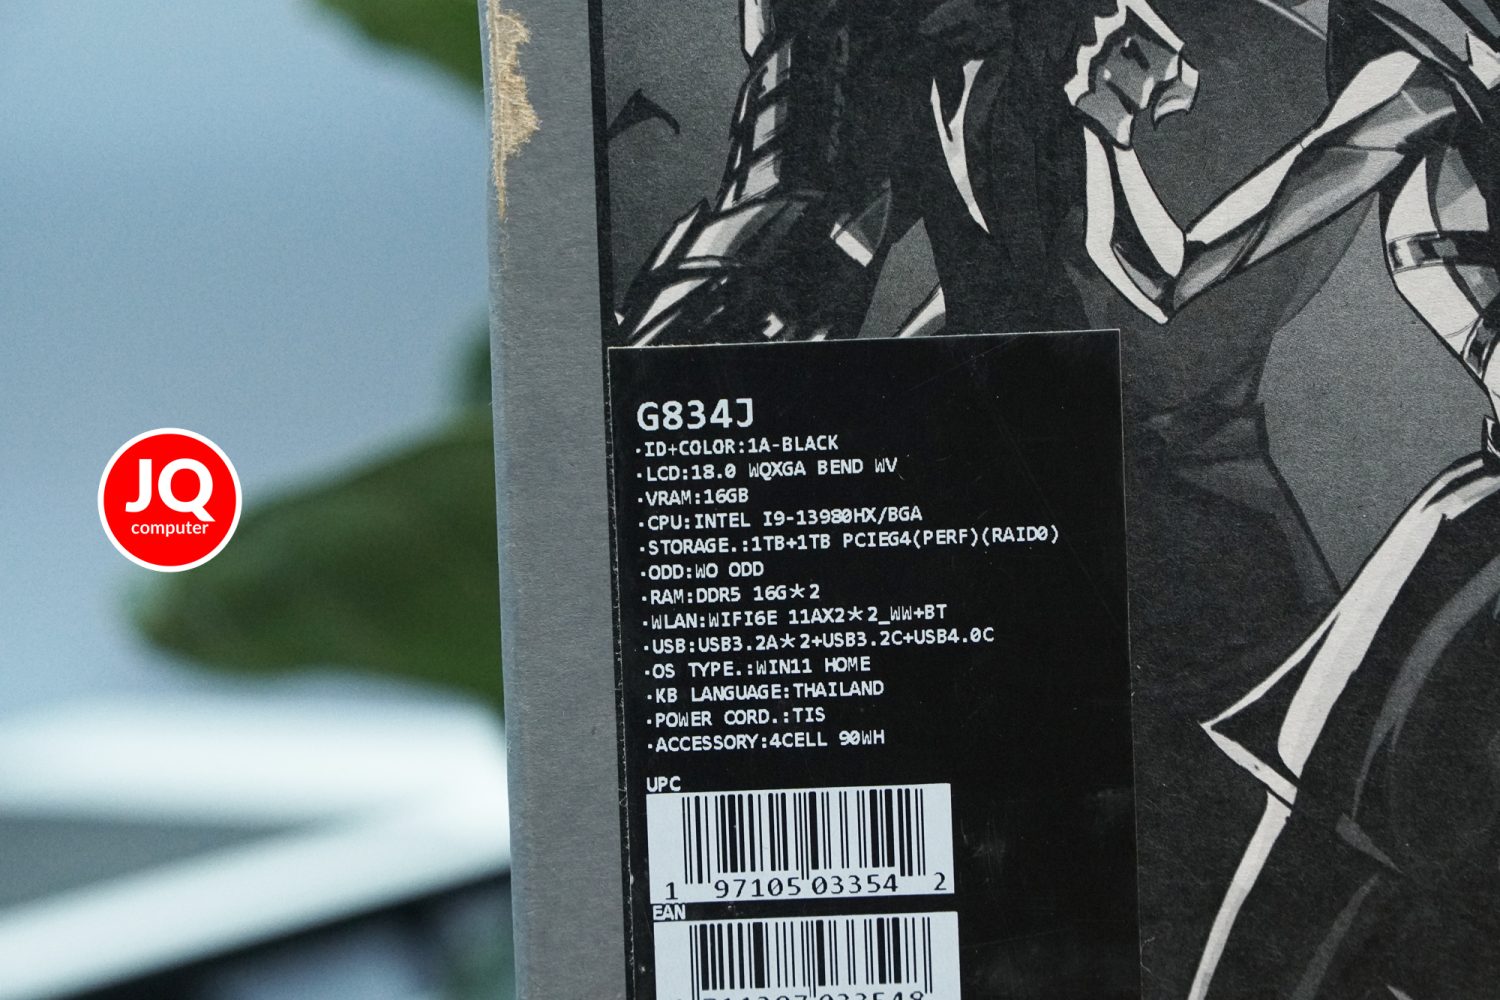 JQ
computer
G834J
·ID+COLOR:1A-BLACK
·LCD:18.0 WQXGA BEND WV
·VRAM:16GB
·CPU:INTEL I9-13980HX/BGA
·STORAGE.:1TB+1TB PCIEG4(PERF)(RAID0)
·ODD:WO ODD
·RAM:DDR5 16G*2
·WLAN:WIFI6E 11AX2*2_WW+BT
·USB:USB3.2A*2+USB3.2C+USB4.0C
·OS TYPE.:WIN11 HOME
·KB LANGUAGE:THAILAND
·POWER CORD.:TIS
·ACCESSORY:4CELL 90WH
UPC
1 97105 03354 2
EAN